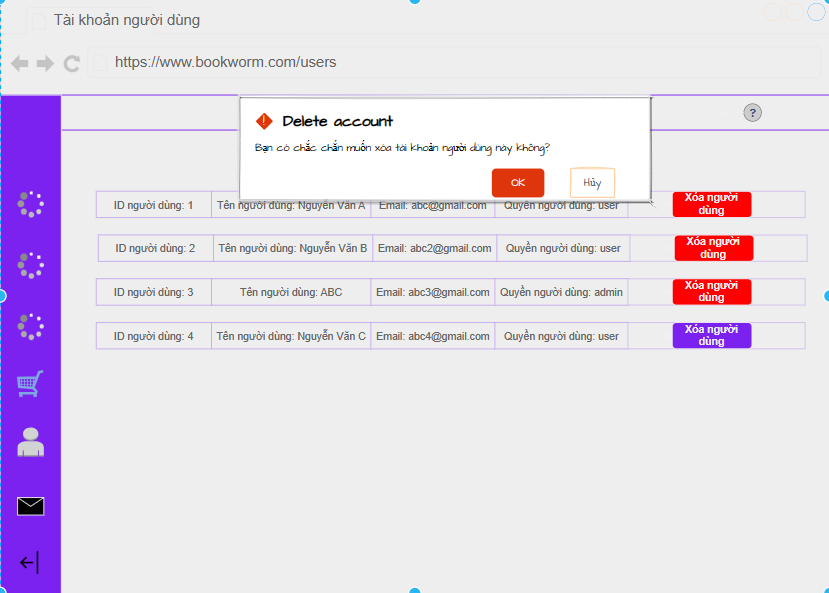 Tài khoản người dùng
https://www.bookworm.com/users
?
! Delete account
Bạn có chắc chắn muốn xóa tài khoản người dùng này không?
OK Hủy
ID người dùng: 1 Tên người dùng: Nguyễn Văn A Email: abc@gmail.com Quyền người dùng: user Xóa người
dùng
ID người dùng: 2 Tên người dùng: Nguyễn Văn B Email: abc2@gmail.com Quyền người dùng: user Xóa người
dùng
ID người dùng: 3 Tên người dùng: ABC Email: abc3@gmail.com Quyền người dùng: admin Xóa người
dùng
ID người dùng: 4 Tên người dùng: Nguyễn Văn C Email: abc4@gmail.com Quyền người dùng: user Xóa người
dùng